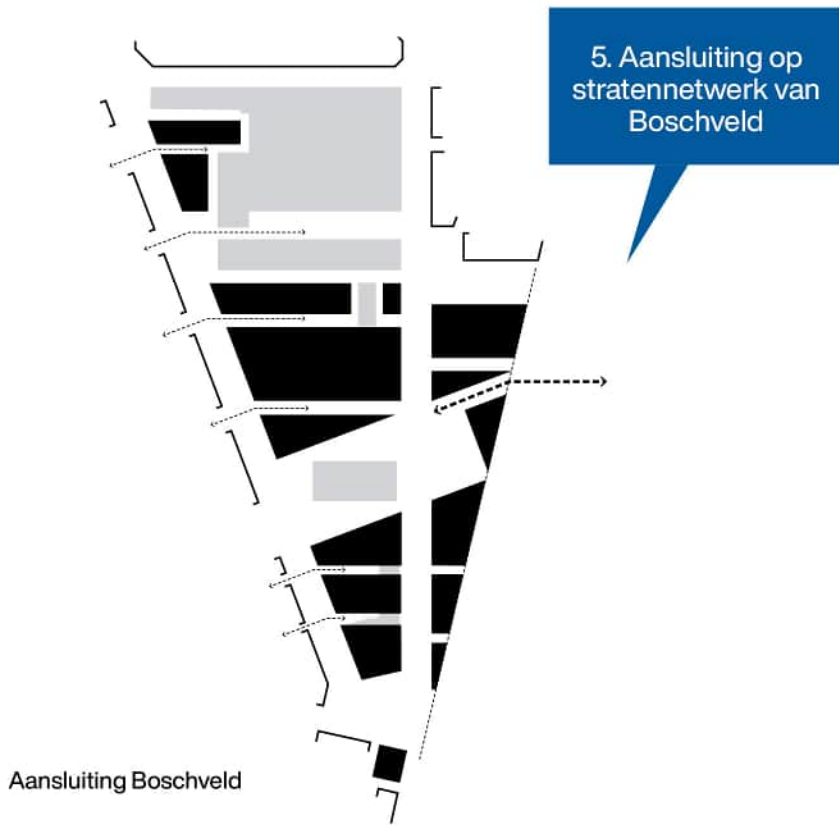 5. Aansluiting op
stratennetwerk van
Boschveld
Aansluiting Boschveld